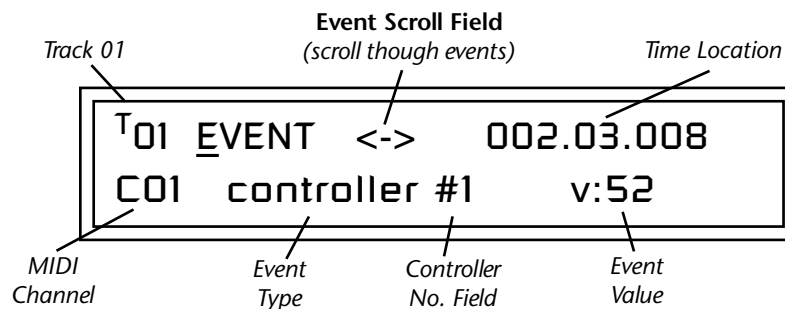 Event Scroll Field
Track 01 (scroll though events) Time Location
T01 EVENT <-> 002.03.008
C01 controller #1 v:52
MIDI Event Controller Event
Channel Type No. Field Value